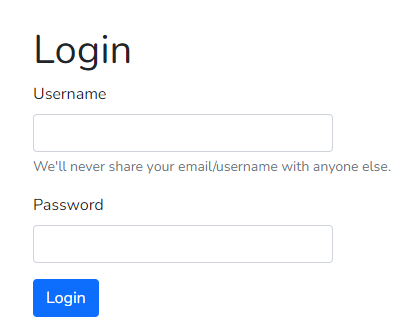 Login
Username
We'll never share your email/username with anyone else.
Password
Login